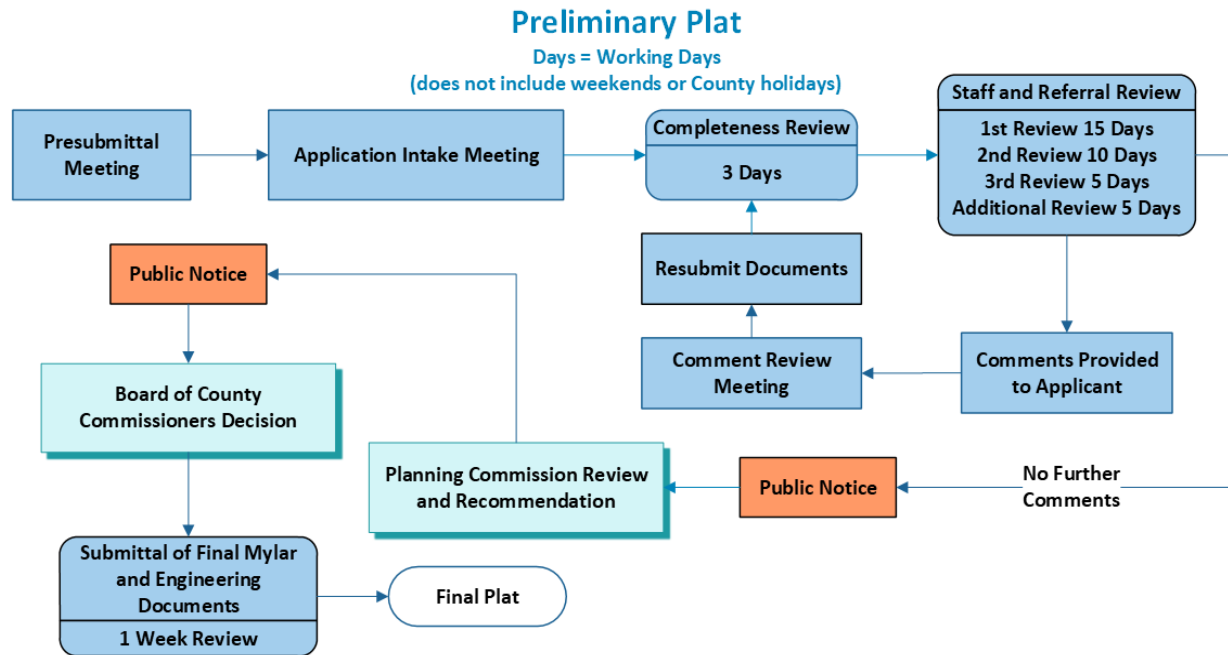 Preliminary Plat
Days = Working Days
(does not include weekends or County holidays)
Presubmittal
Meeting
Application Intake Meeting
Completeness Review
3 Days
Staff and Referral Review
1st Review 15 Days
2nd Review 10 Days
3rd Review 5 Days
Additional Review 5 Days
Public Notice
Resubmit Documents
Board of County
Commissioners Decision
Comment Review
Meeting
Comments Provided
to Applicant
Planning Commission Review
and Recommendation
Public Notice
No Further
Comments
Submittal of Final Mylar
and Engineering
Documents
1 Week Review
Final Plat